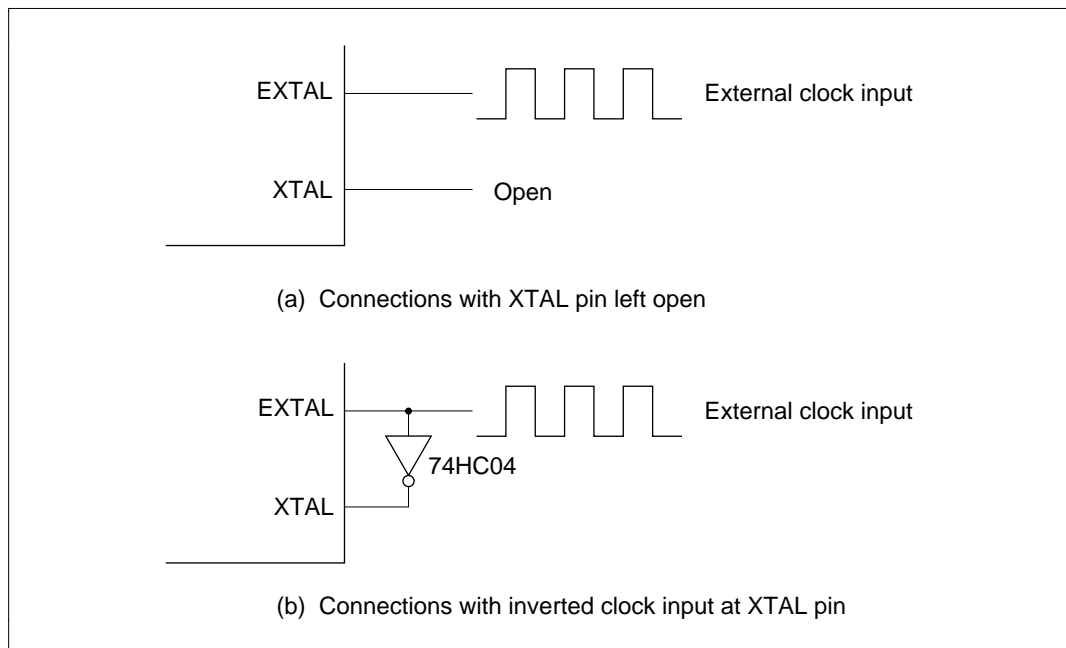 EXTAL
External clock input
XTAL
Open
(a) Connections with XTAL pin left open
EXTAL
External clock input
74HC04
XTAL
(b) Connections with inverted clock input at XTAL pin